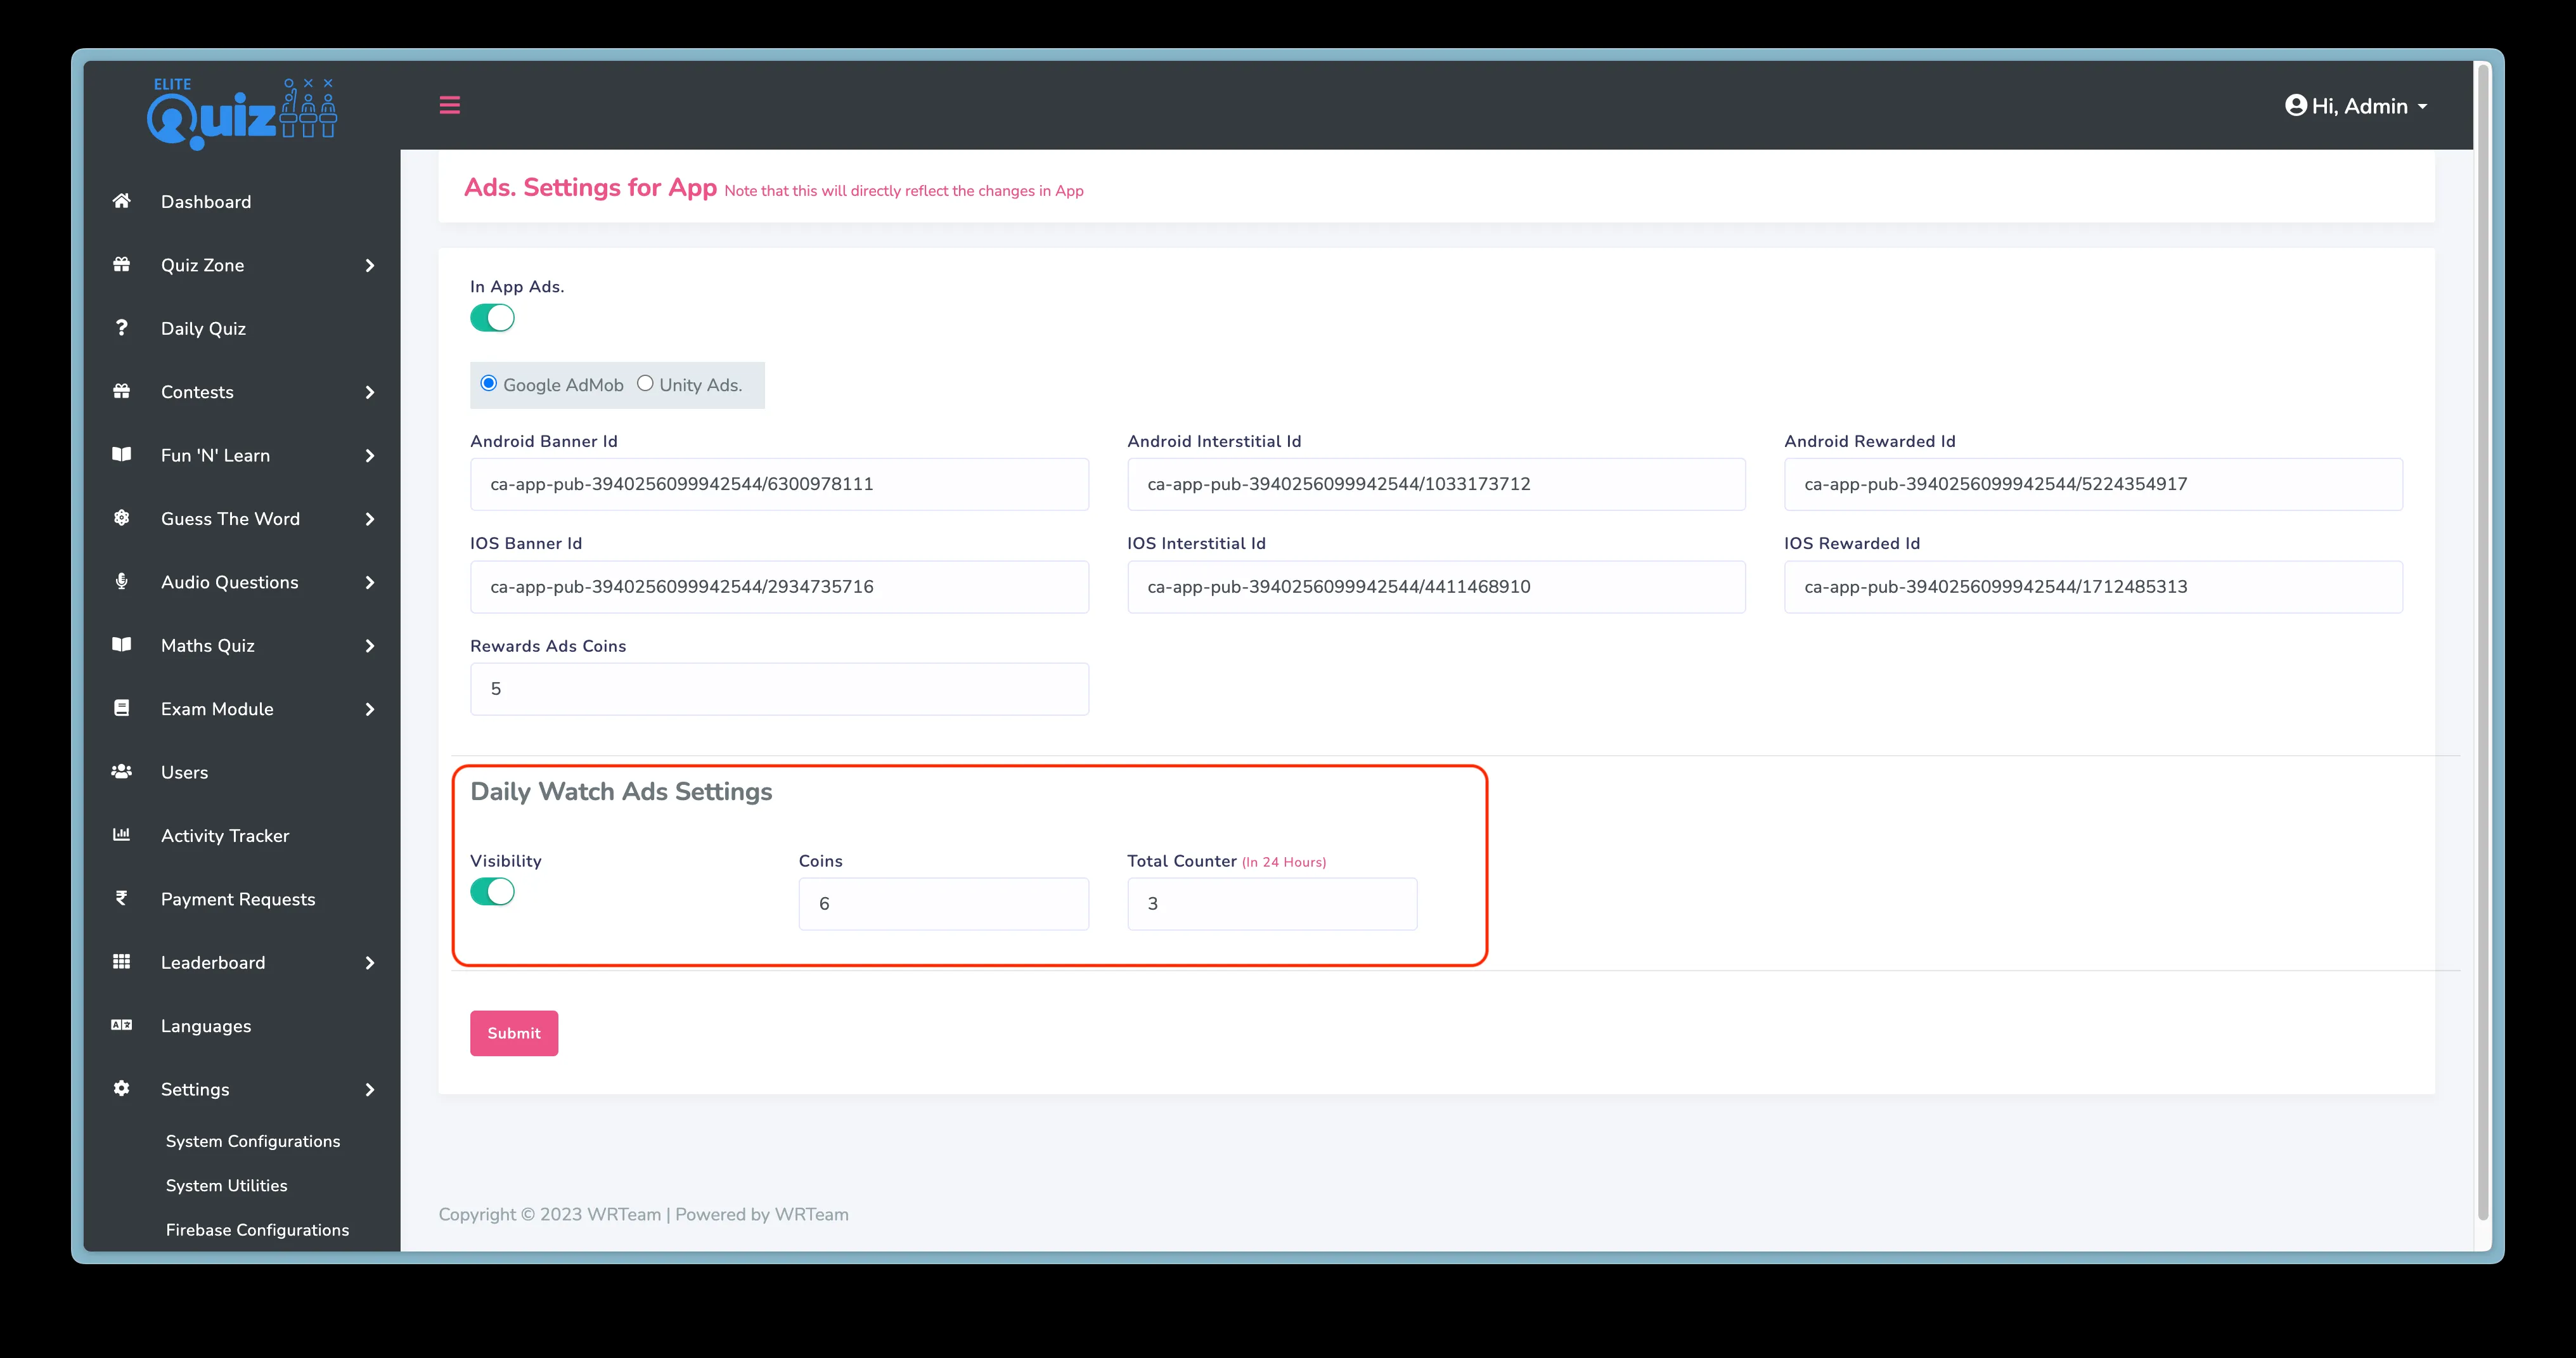 ELITE
Quiz
Hi, Admin
Dashboard
Quiz Zone
Daily Quiz
Contests
Fun 'N' Learn
Guess The Word
Audio Questions
Maths Quiz
Exam Module
Users
Activity Tracker
Payment Requests
Leaderboard
Languages
Settings
System Configurations
System Utilities
Firebase Configurations
Ads. Settings for App Note that this will directly reflect the changes in App
In App Ads.
Google AdMob Unity Ads.
Android Banner Id Android Interstitial Id Android Rewarded Id
ca-app-pub-3940256099942544/6300978111 ca-app-pub-3940256099942544/1033173712 ca-app-pub-3940256099942544/5224354917
IOS Banner Id IOS Interstitial Id IOS Rewarded Id
ca-app-pub-3940256099942544/2934735716 ca-app-pub-3940256099942544/4411468910 ca-app-pub-3940256099942544/1712485313
Rewards Ads Coins
5
Daily Watch Ads Settings
Visibility Coins Total Counter (In 24 Hours)
6 3
Submit
Copyright © 2023 WRTeam | Powered by WRTeam